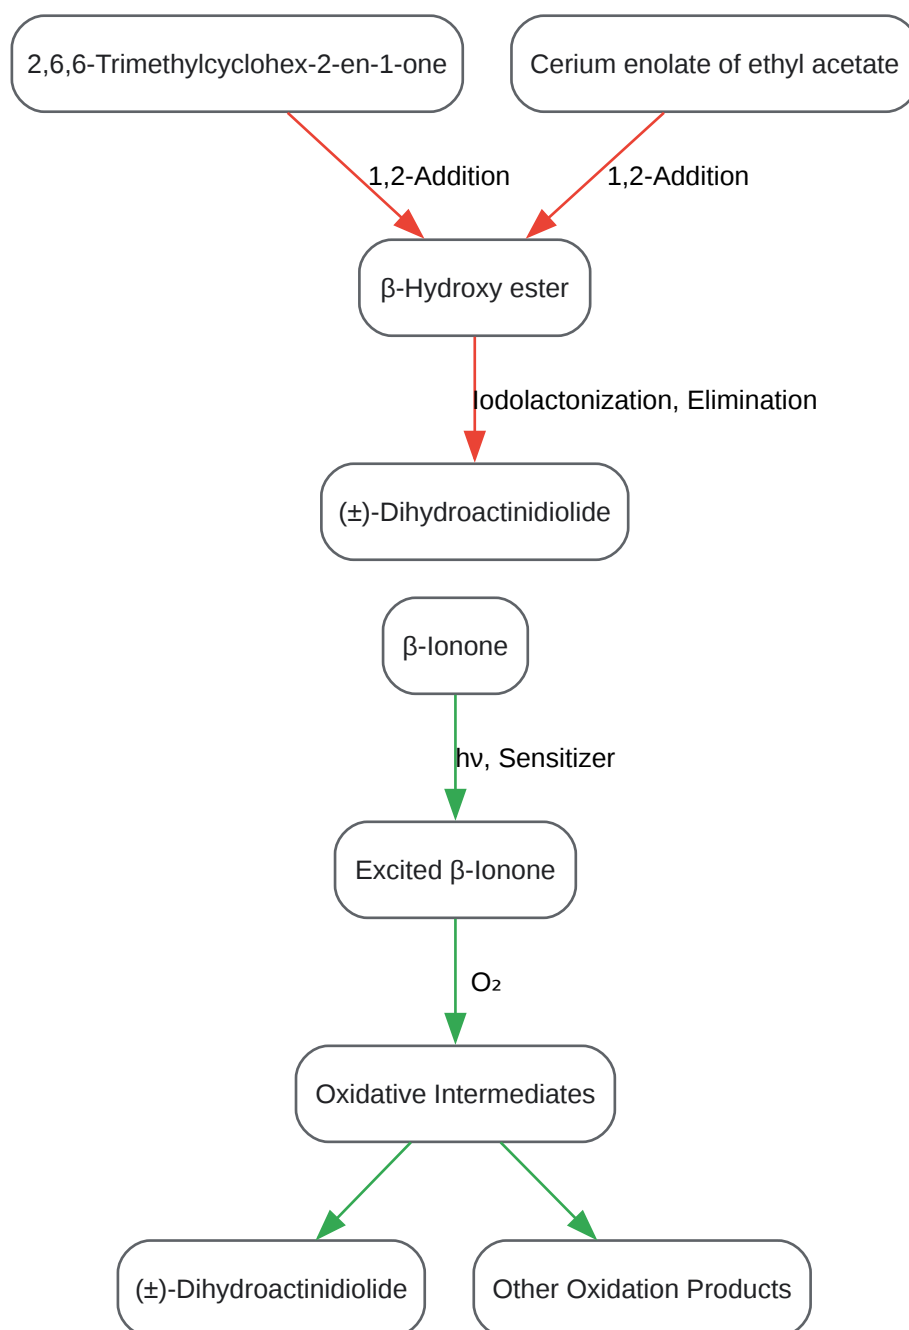 2,6,6-Trimethylcyclohex-2-en-1-one
Cerium enolate of ethyl acetate
1,2-Addition
1,2-Addition
β-Hydroxy ester
Iodolactonization, Elimination
(±)-Dihydroactinidiolide
β-Ionone
hν, Sensitizer
Excited β-Ionone
O₂
Oxidative Intermediates
(±)-Dihydroactinidiolide
Other Oxidation Products